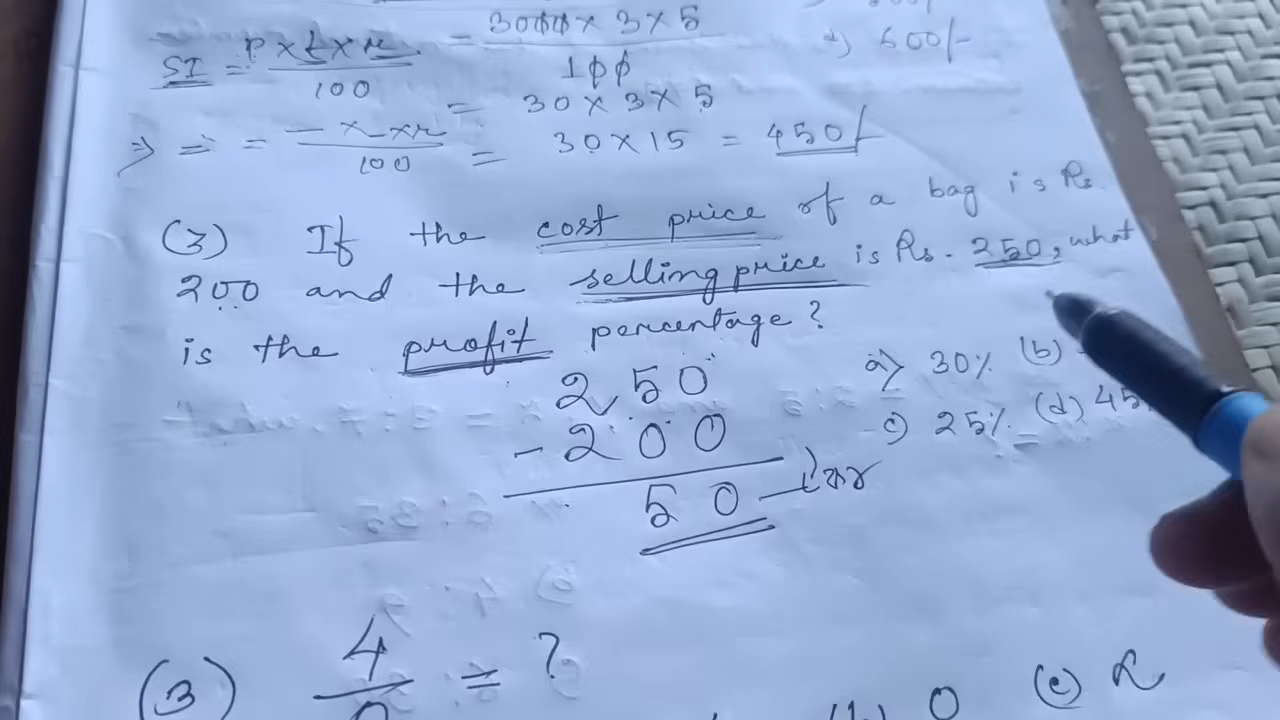 SI = P x t x r / 100 = 3000 x 3 x 5 / 100
d) 600/-
= 30 x 3 x 5
⇒ = = - x x r / 100 = 30 x 15 = 450/-
(3) If the cost price of a bag is Rs.
200 and the selling price is Rs. 250, what
is the profit percentage?
a) 30% (b)
c) 25% (d) 45
250
- 200
50
(3) 4 = ?
0 (c)